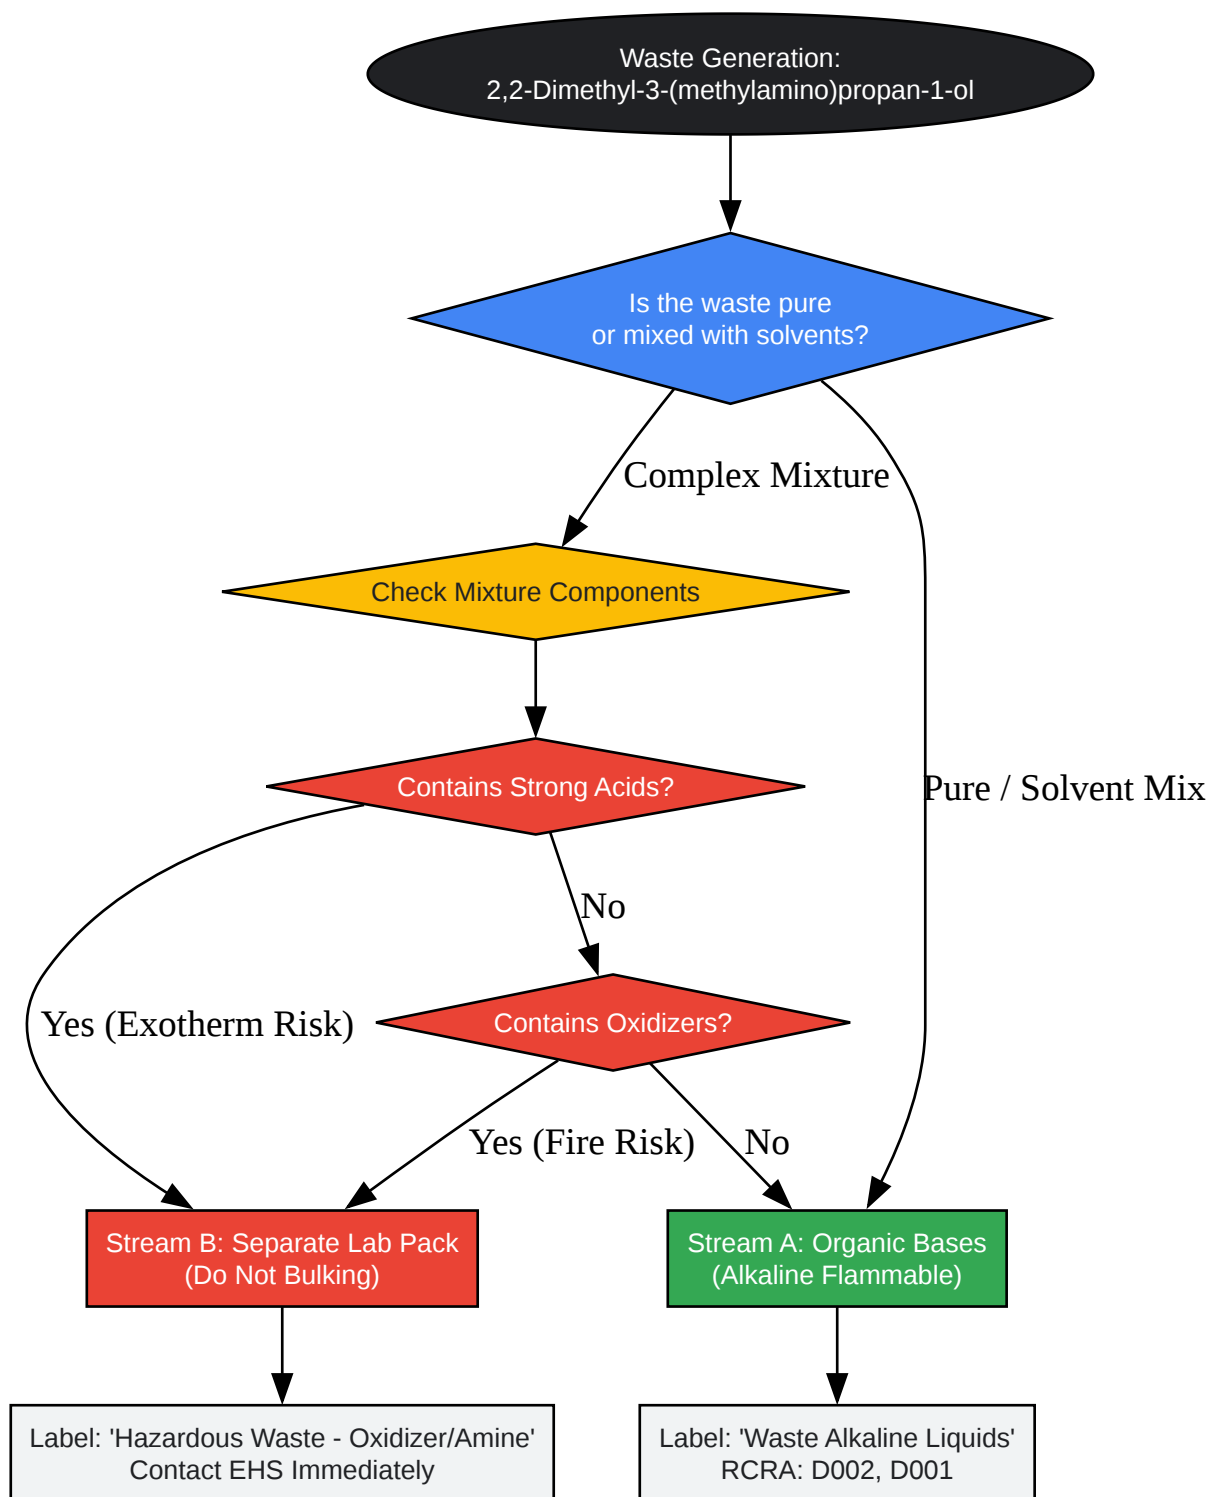 Waste Generation:
2,2-Dimethyl-3-(methylamino)propan-1-ol
Is the waste pure
or mixed with solvents?
Complex Mixture
Check Mixture Components
Contains Strong Acids?
Pure / Solvent Mix
No
Yes (Exotherm Risk)
Contains Oxidizers?
Yes (Fire Risk)
No
Stream B: Separate Lab Pack
(Do Not Bulking)
Stream A: Organic Bases
(Alkaline Flammable)
Label: 'Hazardous Waste - Oxidizer/Amine'
Contact EHS Immediately
Label: 'Waste Alkaline Liquids'
RCRA: D002, D001